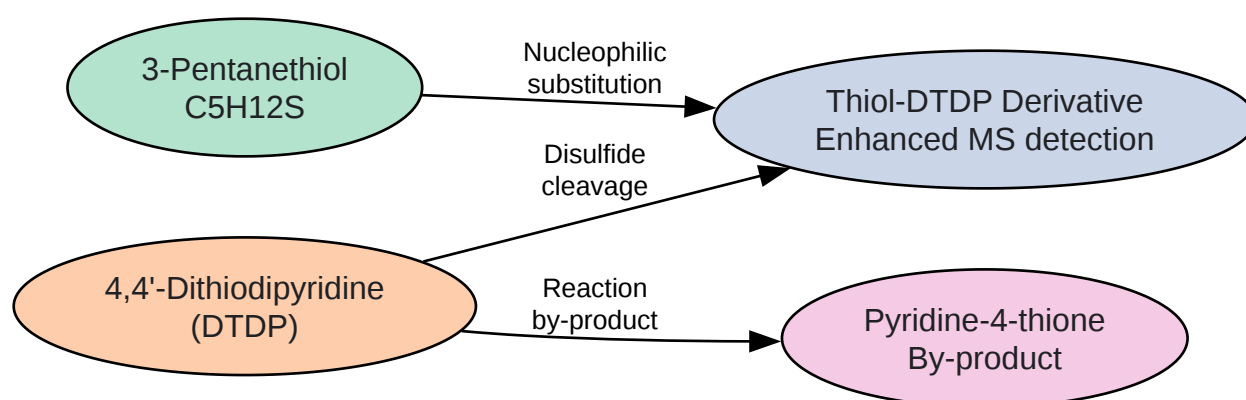 3-Pentanethiol
C5H12S
Nucleophilic
substitution
Thiol-DTDP Derivative
Enhanced MS detection
Disulfide
cleavage
4,4'-Dithiodipyridine
(DTDP)
Reaction
by-product
Pyridine-4-thione
By-product